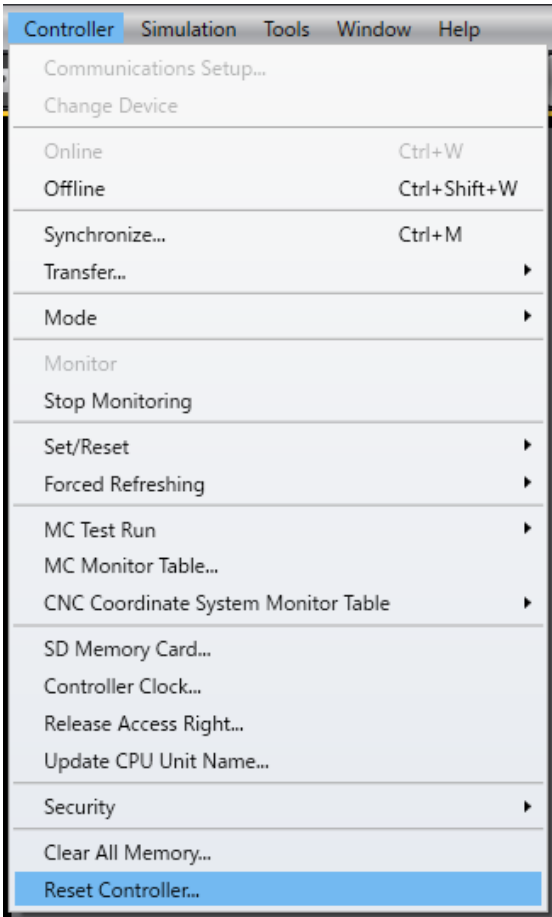 Controller Simulation Tools Window Help
Communications Setup...
Change Device
Online Ctrl+W
Offline Ctrl+Shift+W
Synchronize... Ctrl+M
Transfer...
Mode
Monitor
Stop Monitoring
Set/Reset
Forced Refreshing
MC Test Run
MC Monitor Table...
CNC Coordinate System Monitor Table
SD Memory Card...
Controller Clock...
Release Access Right...
Update CPU Unit Name...
Security
Clear All Memory...
Reset Controller...